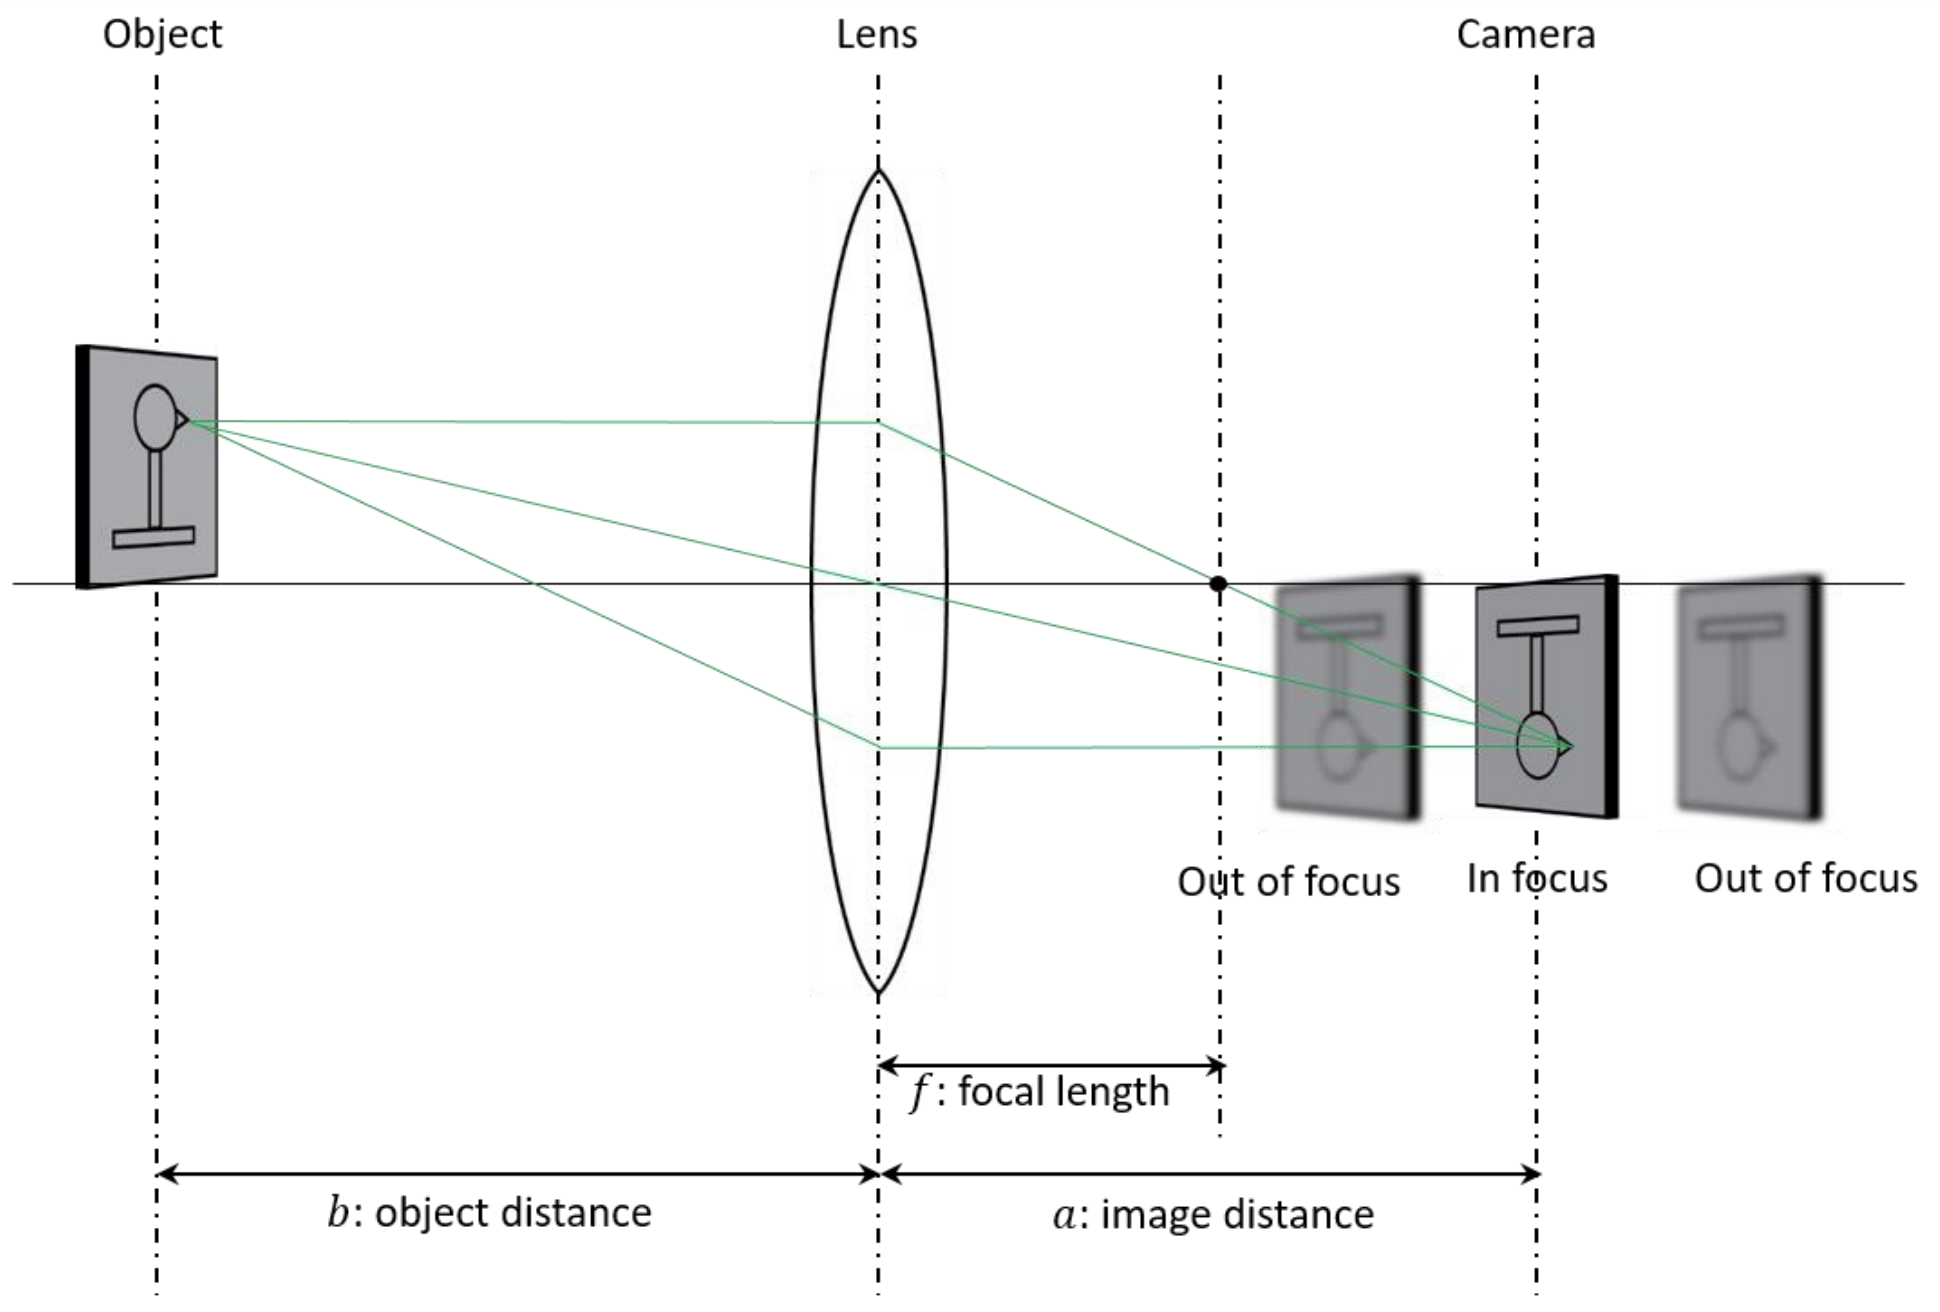 Object
Lens
Camera
Out of focus
In focus
Out of focus
f: focal length
b: object distance
a: image distance